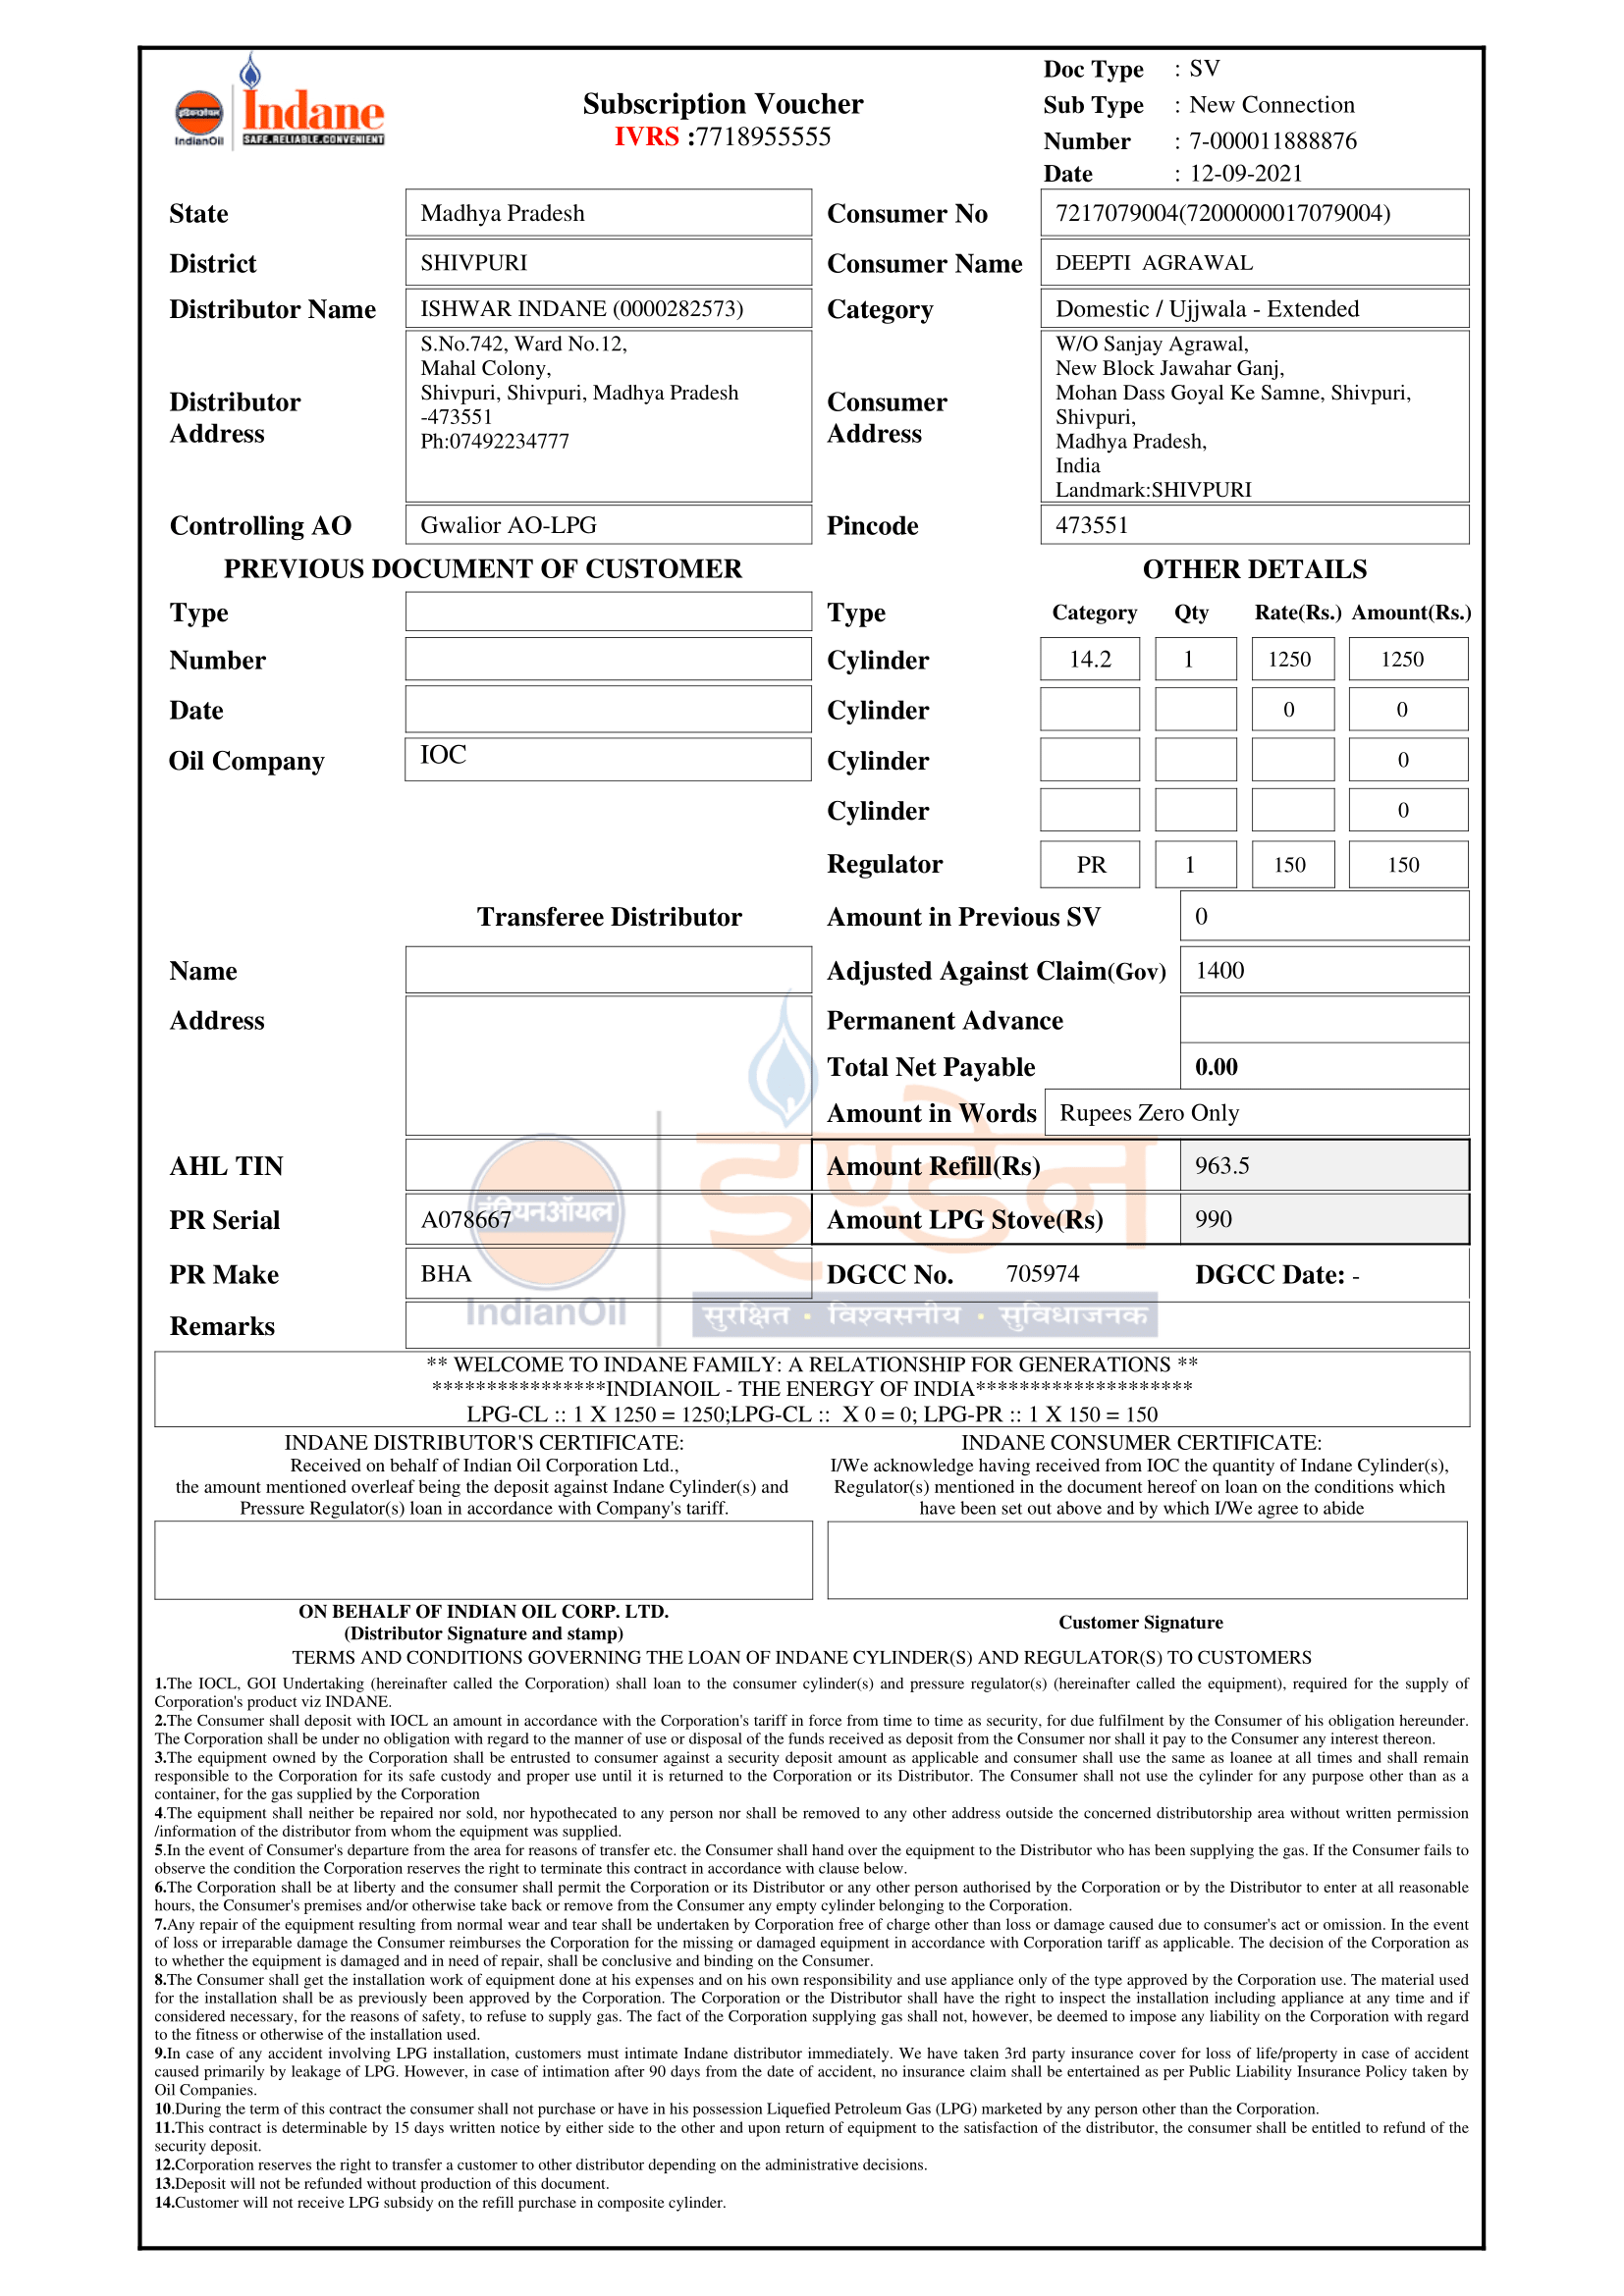 इंडियनऑयल
IndianOil
Indane
SAFE.RELIABLE.CONVENIENT
Subscription Voucher
IVRS :7718955555
Doc Type : SV
Sub Type : New Connection
Number : 7-000011888876
Date : 12-09-2021
State Madhya Pradesh Consumer No 7217079004(7200000017079004)
District SHIVPURI Consumer Name DEEPTI AGRAWAL
Distributor Name ISHWAR INDANE (0000282573) Category Domestic / Ujjwala - Extended
Distributor Address
S.No.742, Ward No.12,
Mahal Colony,
Shivpuri, Shivpuri, Madhya Pradesh
-473551
Ph:07492234777
Consumer Address
W/O Sanjay Agrawal,
New Block Jawahar Ganj,
Mohan Dass Goyal Ke Samne, Shivpuri,
Shivpuri,
Madhya Pradesh,
India
Landmark:SHIVPURI
Controlling AO Gwalior AO-LPG Pincode 473551
PREVIOUS DOCUMENT OF CUSTOMER OTHER DETAILS
Type Type Category Qty Rate(Rs.) Amount(Rs.)
Number Cylinder 14.2 1 1250 1250
Date Cylinder 0 0
Oil Company IOC Cylinder 0
Cylinder 0
Regulator PR 1 150 150
Transferee Distributor Amount in Previous SV 0
Name Adjusted Against Claim(Gov) 1400
Address Permanent Advance
Total Net Payable 0.00
Amount in Words Rupees Zero Only
AHL TIN Amount Refill(Rs) 963.5
PR Serial A078667 Amount LPG Stove(Rs) 990
PR Make BHA DGCC No. 705974 DGCC Date: -
Remarks
इंडियनऑयल
IndianOil
इण्डेन
सुरक्षित · विश्वसनीय · सुविधाजनक
** WELCOME TO INDANE FAMILY: A RELATIONSHIP FOR GENERATIONS **
****************INDIANOIL - THE ENERGY OF INDIA********************
LPG-CL :: 1 X 1250 = 1250;LPG-CL :: X 0 = 0; LPG-PR :: 1 X 150 = 150
INDANE DISTRIBUTOR'S CERTIFICATE:
Received on behalf of Indian Oil Corporation Ltd.,
the amount mentioned overleaf being the deposit against Indane Cylinder(s) and
Pressure Regulator(s) loan in accordance with Company's tariff.
INDANE CONSUMER CERTIFICATE:
I/We acknowledge having received from IOC the quantity of Indane Cylinder(s),
Regulator(s) mentioned in the document hereof on loan on the conditions which
have been set out above and by which I/We agree to abide
ON BEHALF OF INDIAN OIL CORP. LTD.
(Distributor Signature and stamp)
Customer Signature
TERMS AND CONDITIONS GOVERNING THE LOAN OF INDANE CYLINDER(S) AND REGULATOR(S) TO CUSTOMERS
1.The IOCL, GOI Undertaking (hereinafter called the Corporation) shall loan to the consumer cylinder(s) and pressure regulator(s) (hereinafter called the equipment), required for the supply of
Corporation's product viz INDANE.
2.The Consumer shall deposit with IOCL an amount in accordance with the Corporation's tariff in force from time to time as security, for due fulfilment by the Consumer of his obligation hereunder.
The Corporation shall be under no obligation with regard to the manner of use or disposal of the funds received as deposit from the Consumer nor shall it pay to the Consumer any interest thereon.
3.The equipment owned by the Corporation shall be entrusted to consumer against a security deposit amount as applicable and consumer shall use the same as loanee at all times and shall remain
responsible to the Corporation for its safe custody and proper use until it is returned to the Corporation or its Distributor. The Consumer shall not use the cylinder for any purpose other than as a
container, for the gas supplied by the Corporation
4.The equipment shall neither be repaired nor sold, nor hypothecated to any person nor shall be removed to any other address outside the concerned distributorship area without written permission
/information of the distributor from whom the equipment was supplied.
5.In the event of Consumer's departure from the area for reasons of transfer etc. the Consumer shall hand over the equipment to the Distributor who has been supplying the gas. If the Consumer fails to
observe the condition the Corporation reserves the right to terminate this contract in accordance with clause below.
6.The Corporation shall be at liberty and the consumer shall permit the Corporation or its Distributor or any other person authorised by the Corporation or by the Distributor to enter at all reasonable
hours, the Consumer's premises and/or otherwise take back or remove from the Consumer any empty cylinder belonging to the Corporation.
7.Any repair of the equipment resulting from normal wear and tear shall be undertaken by Corporation free of charge other than loss or damage caused due to consumer's act or omission. In the event
of loss or irreparable damage the Consumer reimburses the Corporation for the missing or damaged equipment in accordance with Corporation tariff as applicable. The decision of the Corporation as
to whether the equipment is damaged and in need of repair, shall be conclusive and binding on the Consumer.
8.The Consumer shall get the installation work of equipment done at his expenses and on his own responsibility and use appliance only of the type approved by the Corporation use. The material used
for the installation shall be as previously been approved by the Corporation. The Corporation or the Distributor shall have the right to inspect the installation including appliance at any time and if
considered necessary, for the reasons of safety, to refuse to supply gas. The fact of the Corporation supplying gas shall not, however, be deemed to impose any liability on the Corporation with regard
to the fitness or otherwise of the installation used.
9.In case of any accident involving LPG installation, customers must intimate Indane distributor immediately. We have taken 3rd party insurance cover for loss of life/property in case of accident
caused primarily by leakage of LPG. However, in case of intimation after 90 days from the date of accident, no insurance claim shall be entertained as per Public Liability Insurance Policy taken by
Oil Companies.
10.During the term of this contract the consumer shall not purchase or have in his possession Liquefied Petroleum Gas (LPG) marketed by any person other than the Corporation.
11.This contract is determinable by 15 days written notice by either side to the other and upon return of equipment to the satisfaction of the distributor, the consumer shall be entitled to refund of the
security deposit.
12.Corporation reserves the right to transfer a customer to other distributor depending on the administrative decisions.
13.Deposit will not be refunded without production of this document.
14.Customer will not receive LPG subsidy on the refill purchase in composite cylinder.